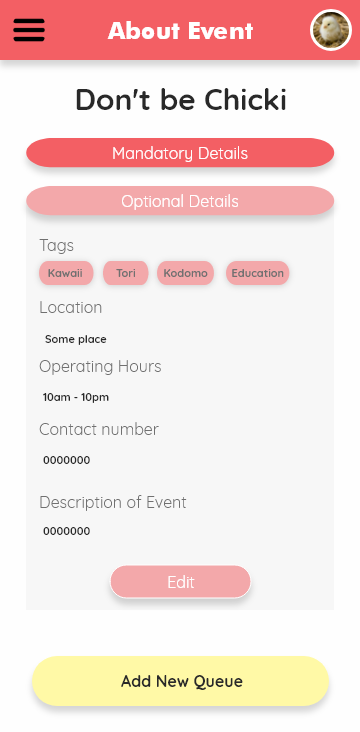 About Event
Don't be Chicki
Mandatory Details
Optional Details
Tags
Kawaii Tori Kodomo Education
Location
Some place
Operating Hours
10am - 10pm
Contact number
0000000
Description of Event
0000000
Edit
Add New Queue